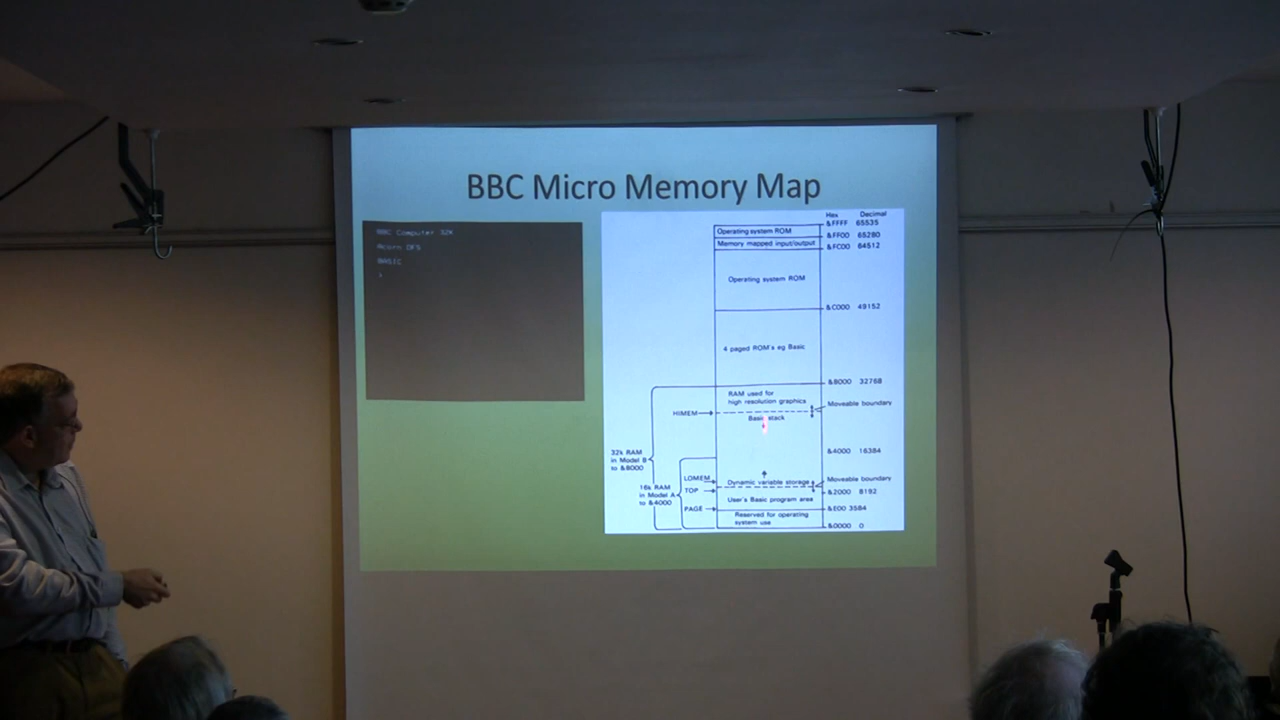 BBC Micro Memory Map
BBC Computer 32K
Acorn DFS
BASIC
>
Hex Decimal
&FFFF 65535
Operating system ROM
&FF00 65280
Memory mapped input/output
&FC00 64512
Operating system ROM
&C000 49152
4 paged ROM's eg Basic
&8000 32768
RAM used for
high resolution graphics
Moveable boundary
HIMEM
Basic stack
32k RAM
in Model B
to &8000
&4000 16384
LOMEM
Dynamic variable storage
Moveable boundary
16k RAM
in Model A
to &4000
TOP
&2000 8192
User's Basic program area
PAGE
&E00 3584
Reserved for operating
system use
&0000 0